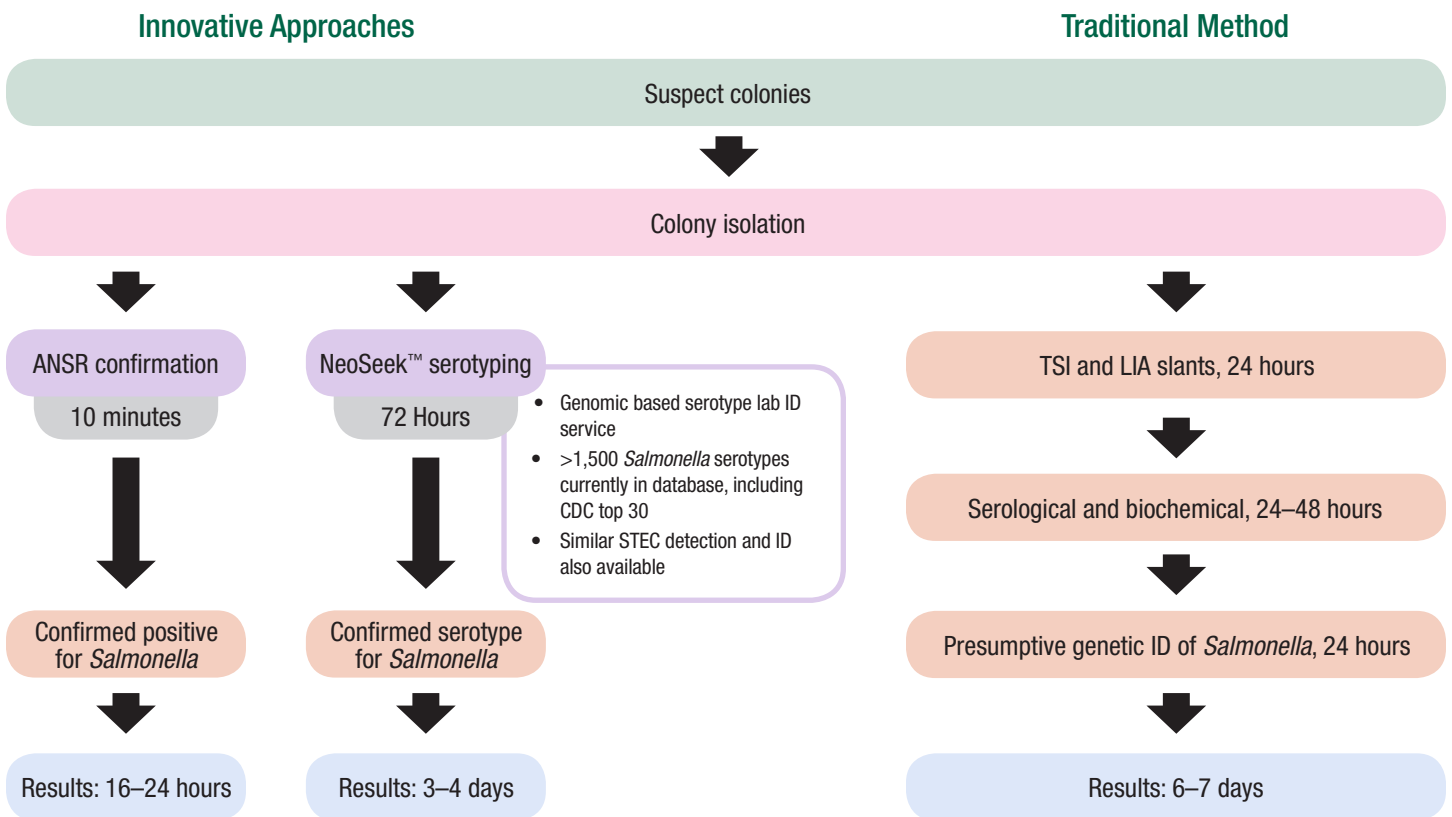 Innovative Approaches
Traditional Method
Suspect colonies
Colony isolation
ANSR confirmation
10 minutes
Confirmed positive
for Salmonella
Results: 16–24 hours
NeoSeek™ serotyping
72 Hours
• Genomic based serotype lab ID
service
• >1,500 Salmonella serotypes
currently in database, including
CDC top 30
• Similar STEC detection and ID
also available
Confirmed serotype
for Salmonella
Results: 3–4 days
TSI and LIA slants, 24 hours
Serological and biochemical, 24–48 hours
Presumptive genetic ID of Salmonella, 24 hours
Results: 6–7 days